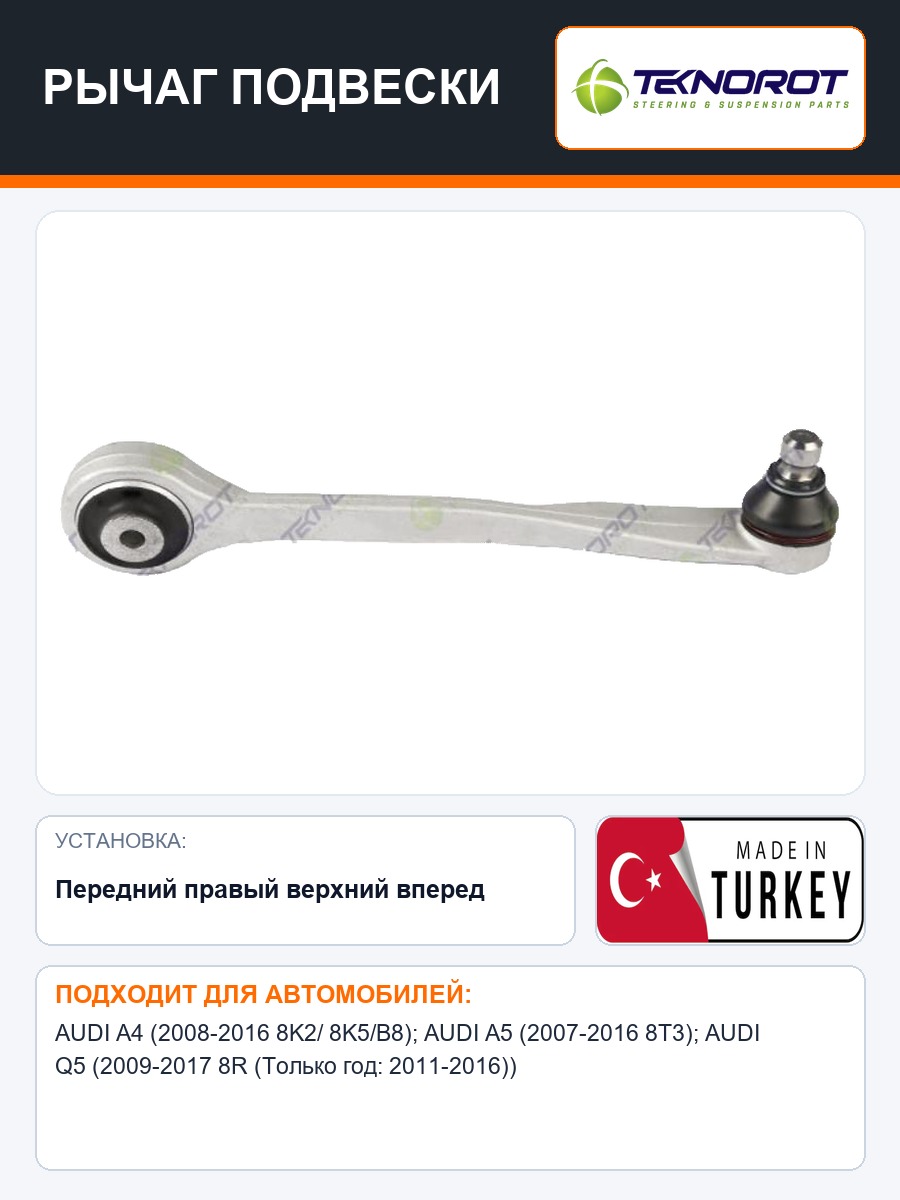 РЫЧАГ ПОДВЕСКИ
TEKNOROT
STEERING & SUSPENSION PARTS
УСТАНОВКА:
Передний правый верхний вперед
MADE IN
TURKEY
ПОДХОДИТ ДЛЯ АВТОМОБИЛЕЙ:
AUDI A4 (2008-2016 8K2/ 8K5/B8); AUDI A5 (2007-2016 8T3); AUDI
Q5 (2009-2017 8R (Только год: 2011-2016))